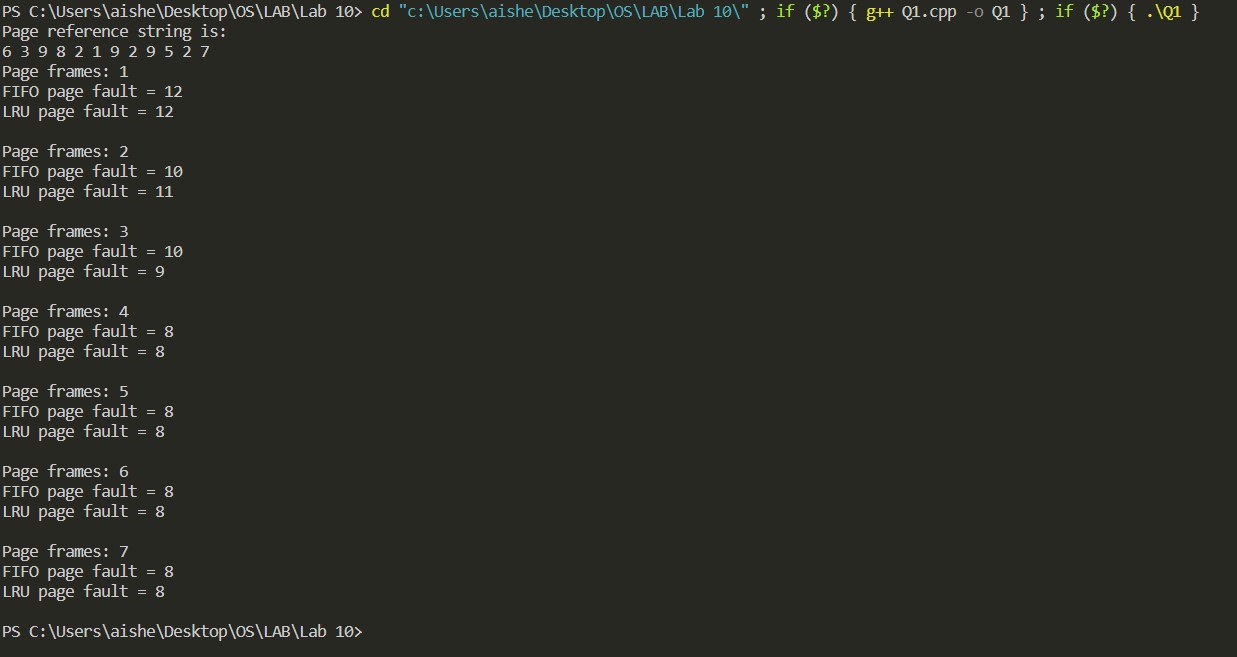 PS C:\Users\aishe\Desktop\OS\LAB\Lab 10> cd "c:\Users\aishe\Desktop\OS\LAB\Lab 10\" ; if ($?) { g++ Q1.cpp -o Q1 } ; if ($?) { .\Q1 }
Page reference string is:
6 3 9 8 2 1 9 2 9 5 2 7
Page frames: 1
FIFO page fault = 12
LRU page fault = 12
Page frames: 2
FIFO page fault = 10
LRU page fault = 11
Page frames: 3
FIFO page fault = 10
LRU page fault = 9
Page frames: 4
FIFO page fault = 8
LRU page fault = 8
Page frames: 5
FIFO page fault = 8
LRU page fault = 8
Page frames: 6
FIFO page fault = 8
LRU page fault = 8
Page frames: 7
FIFO page fault = 8
LRU page fault = 8
PS C:\Users\aishe\Desktop\OS\LAB\Lab 10>